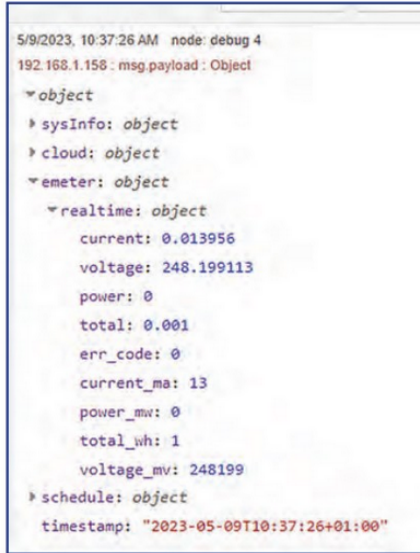 5/9/2023, 10:37:26 AM node: debug 4
192.168.1.158 : msg.payload : Object
▼object
▶sysInfo: object
▶cloud: object
▼emeter: object
▼realtime: object
current: 0.013956
voltage: 248.199113
power: 0
total: 0.001
err_code: 0
current_ma: 13
power_mw: 0
total_wh: 1
voltage_mv: 248199
▶schedule: object
timestamp: "2023-05-09T10:37:26+01:00"